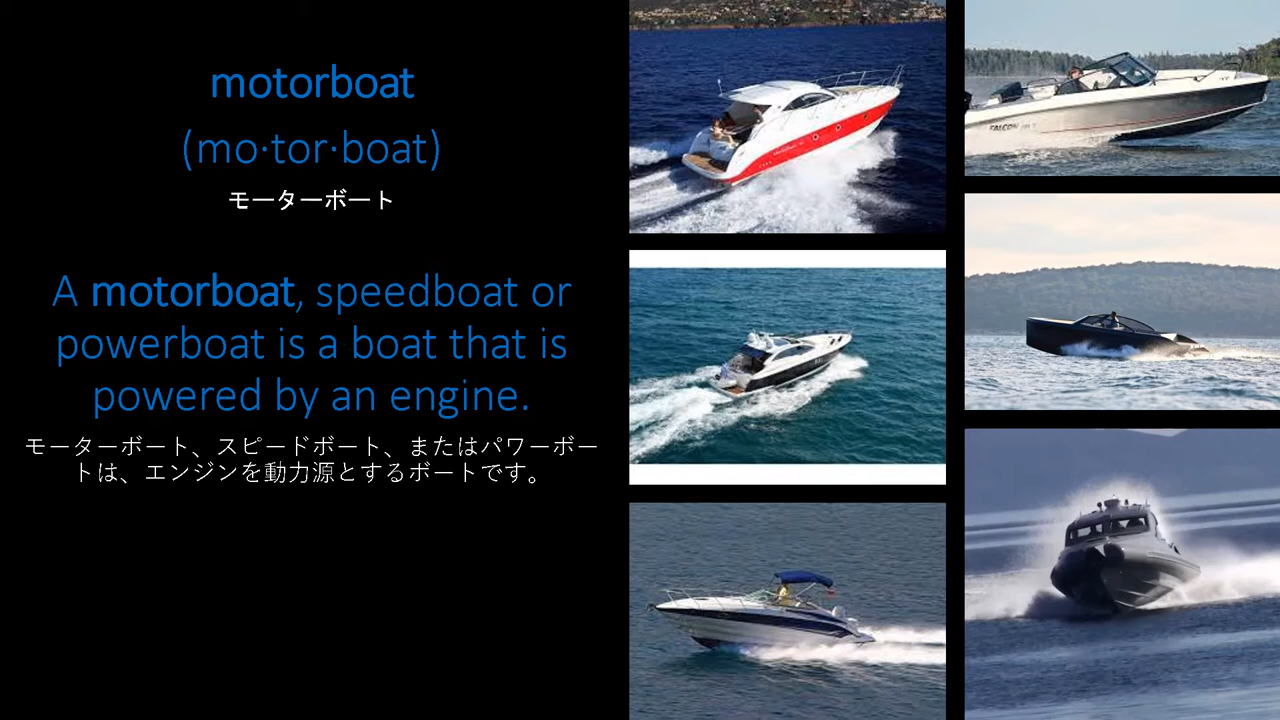 motorboat
(mo·tor·boat)
モーターボート
A motorboat, speedboat or
powerboat is a boat that is
powered by an engine.
モーターボート、スピードボート、またはパワーボー
トは、エンジンを動力源とするボートです。
FALCON